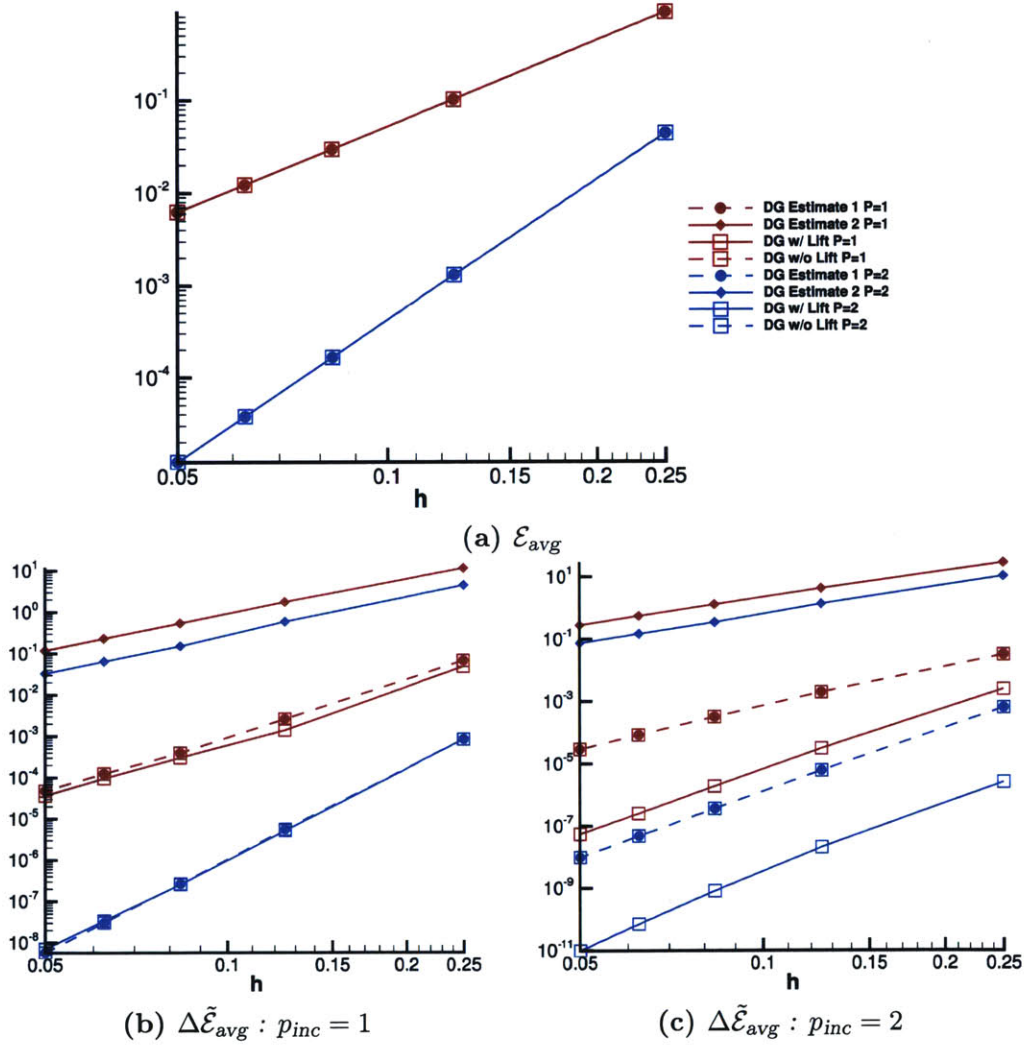 10^-1
10^-2
10^-3
10^-4
0.05 0.1 0.15 0.2 0.25
h
DG Estimate 1 P=1
DG Estimate 2 P=1
DG w/ Lift P=1
DG w/o Lift P=1
DG Estimate 1 P=2
DG Estimate 2 P=2
DG w/ Lift P=2
DG w/o Lift P=2
(a) ℰ_avg
10^1
10^0
10^-1
10^-2
10^-3
10^-4
10^-5
10^-6
10^-7
10^-8
0.05 0.1 0.15 0.2 0.25
h
(b) Δℰ̃_avg : p_inc = 1
10^1
10^-1
10^-3
10^-5
10^-7
10^-9
10^-11
0.05 0.1 0.15 0.2 0.25
h
(c) Δℰ̃_avg : p_inc = 2